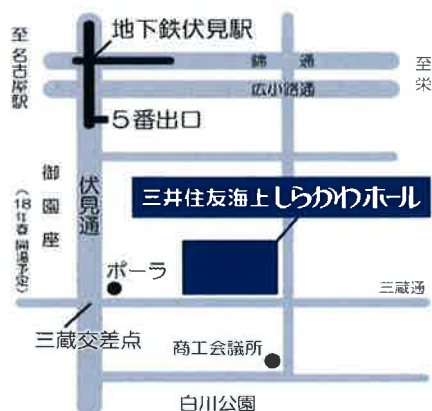 地下鉄伏見駅
至 名古屋駅
錦 通
至 栄
広小路通
5番出口
御園座
(18年春 開場予定)
伏見通
三井住友海上しらかわホール
ポーラ
三蔵通
三蔵交差点
商工会議所
白川公園